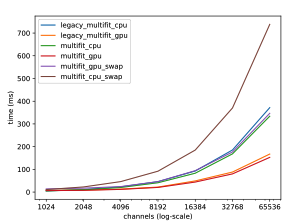 legacy_multifit_cpu
legacy_multifit_gpu
multifit_cpu
multifit_gpu
multifit_gpu_swap
multifit_cpu_swap
700
600
500
400
300
200
100
0
time (ms)
1024 2048 4096 8192 16384 32768 65536
channels (log-scale)